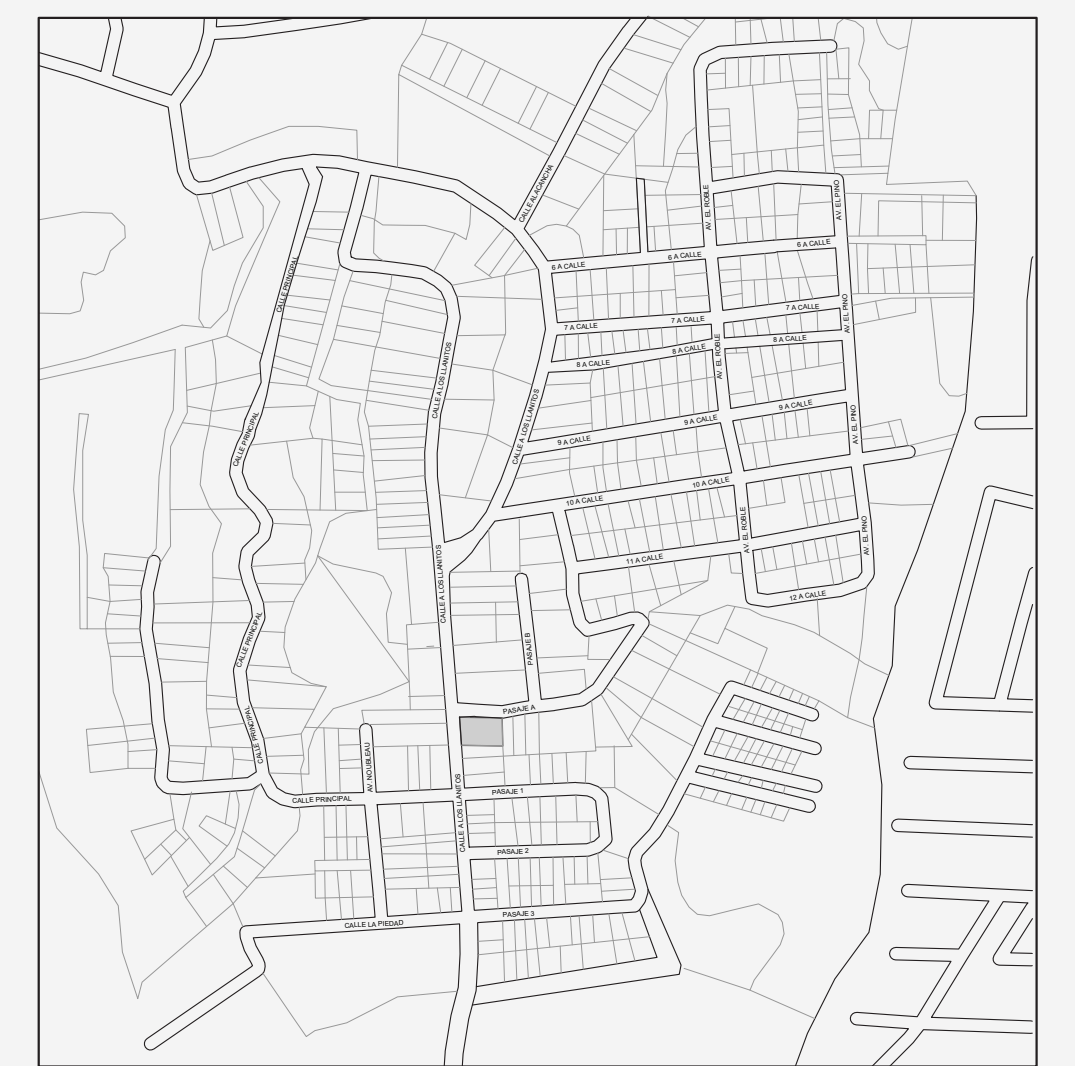 CALLE ALACANCHA
AV. EL ROBLE
AV. EL PINO
6 A CALLE
6 A CALLE
6 A CALLE
CALLE PRINCIPAL
7 A CALLE
7 A CALLE
7 A CALLE
AV. EL PINO
8 A CALLE
8 A CALLE
8 A CALLE
AV. EL ROBLE
CALLE A LOS LLANITOS
CALLE A LOS LLANITOS
9 A CALLE
9 A CALLE
9 A CALLE
AV. EL PINO
CALLE PRINCIPAL
10 A CALLE
10 A CALLE
AV. EL ROBLE
AV. EL PINO
11 A CALLE
12 A CALLE
CALLE A LOS LLANITOS
CALLE PRINCIPAL
PASAJE B
PASAJE A
CALLE PRINCIPAL
AV. NOUBLEAU
CALLE PRINCIPAL
CALLE A LOS LLANITOS
PASAJE 1
PASAJE 2
PASAJE 3
CALLE LA PIEDAD